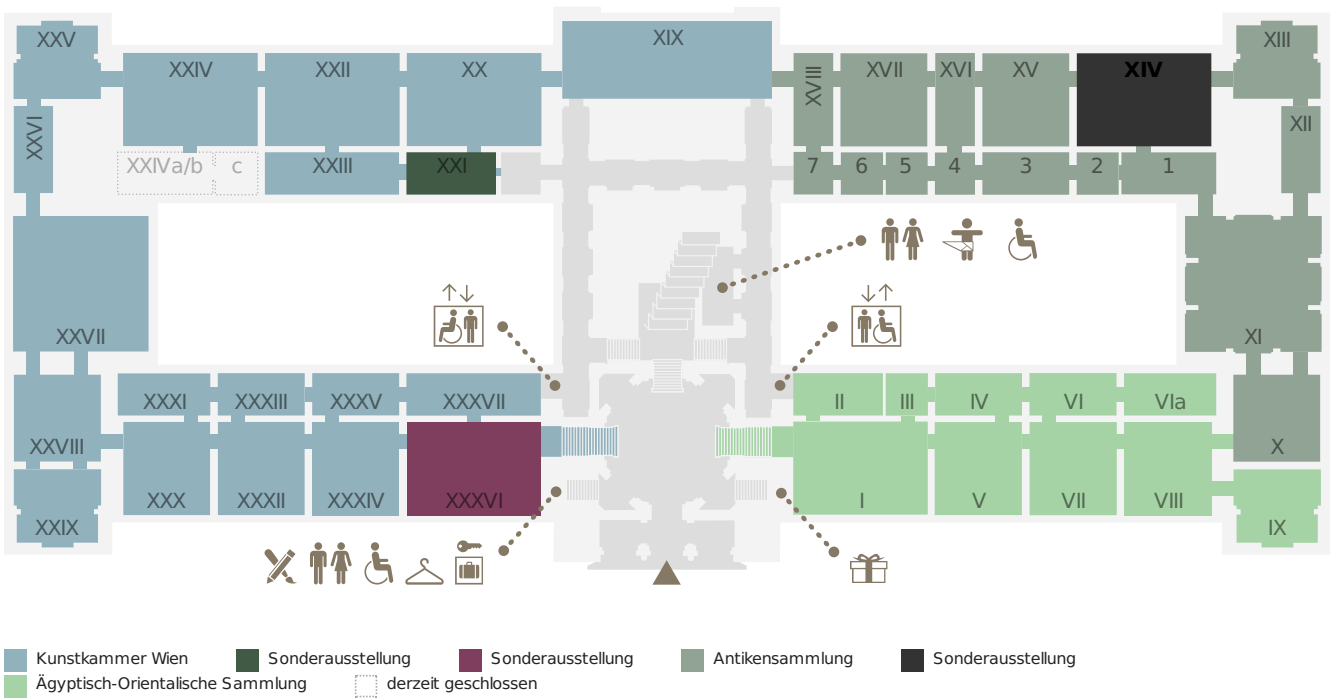 XXV
XXIV
XXII
XX
XIX
XVIII
XVII
XVI
XV
XIV
XIII
XXVI
XII
XXIVa/b
c
XXIII
XXI
7
6
5
4
3
2
1
XXVII
XI
XXXI
XXXIII
XXXV
XXXVII
II
III
IV
VI
VIa
XXVIII
X
XXX
XXXII
XXXIV
XXXVI
I
V
VII
VIII
XXIX
IX
Kunstkammer Wien
Sonderausstellung
Sonderausstellung
Antikensammlung
Sonderausstellung
Ägyptisch-Orientalische Sammlung
derzeit geschlossen